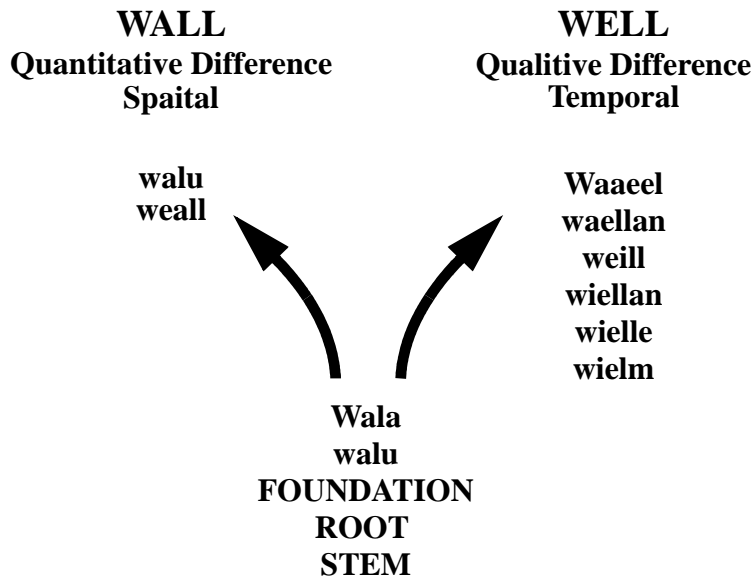 WALL
Quantitative Difference
Spaital
walu
weall
WELL
Qualitive Difference
Temporal
Waaeel
waellan
weill
wiellan
wielle
wielm
Wala
walu
FOUNDATION
ROOT
STEM